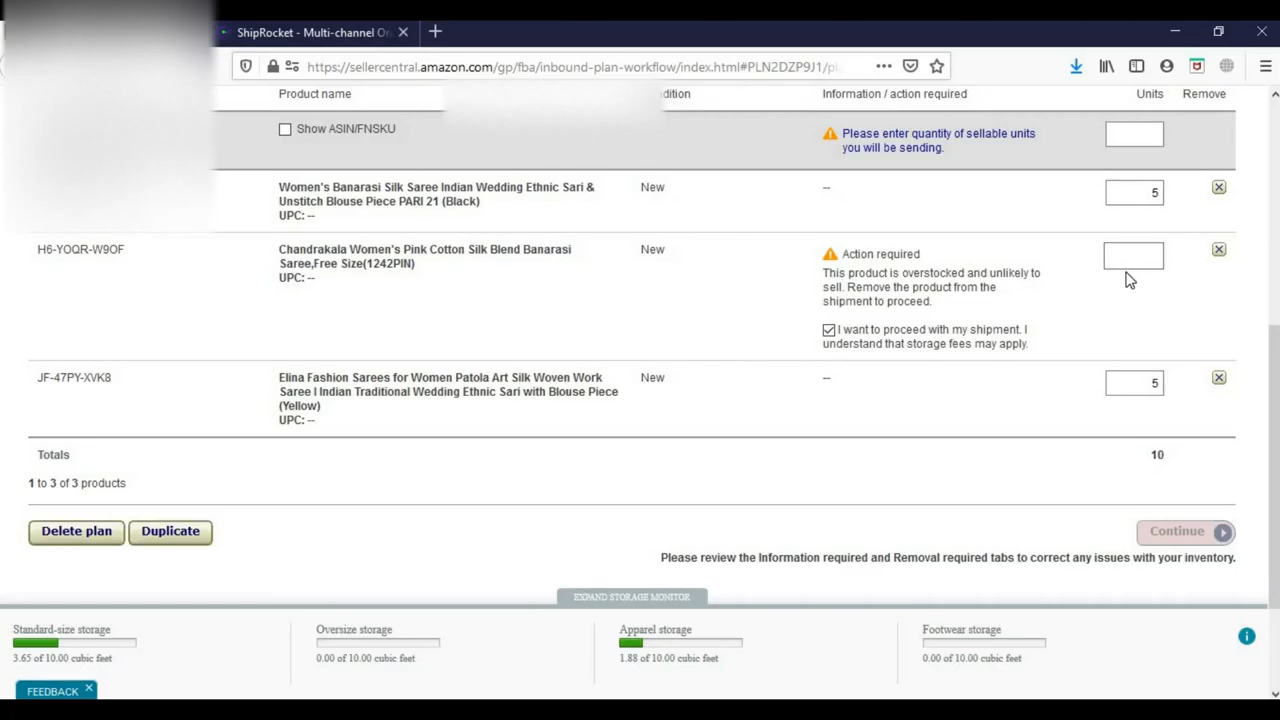 ShipRocket - Multi-channel Or
https://sellercentral.amazon.com/gp/fba/inbound-plan-workflow/index.html#PLN2DZP9J1/pl
Product name dition Information / action required Units Remove
Show ASIN/FNSKU
Please enter quantity of sellable units
you will be sending.
Women's Banarasi Silk Saree Indian Wedding Ethnic Sari & New -- 5
Unstitch Blouse Piece PARI 21 (Black)
UPC: --
H6-YOQR-W9OF Chandrakala Women's Pink Cotton Silk Blend Banarasi New
Saree,Free Size(1242PIN)
UPC: --
Action required
This product is overstocked and unlikely to
sell. Remove the product from the
shipment to proceed.
I want to proceed with my shipment. I
understand that storage fees may apply.
JF-47PY-XVK8 Elina Fashion Sarees for Women Patola Art Silk Woven Work New -- 5
Saree I Indian Traditional Wedding Ethnic Sari with Blouse Piece
(Yellow)
UPC: --
Totals 10
1 to 3 of 3 products
Delete plan Duplicate Continue
Please review the Information required and Removal required tabs to correct any issues with your inventory.
EXPAND STORAGE MONITOR
Standard-size storage Oversize storage Apparel storage Footwear storage
3.65 of 10.00 cubic feet 0.00 of 10.00 cubic feet 1.88 of 10.00 cubic feet 0.00 of 10.00 cubic feet
FEEDBACK